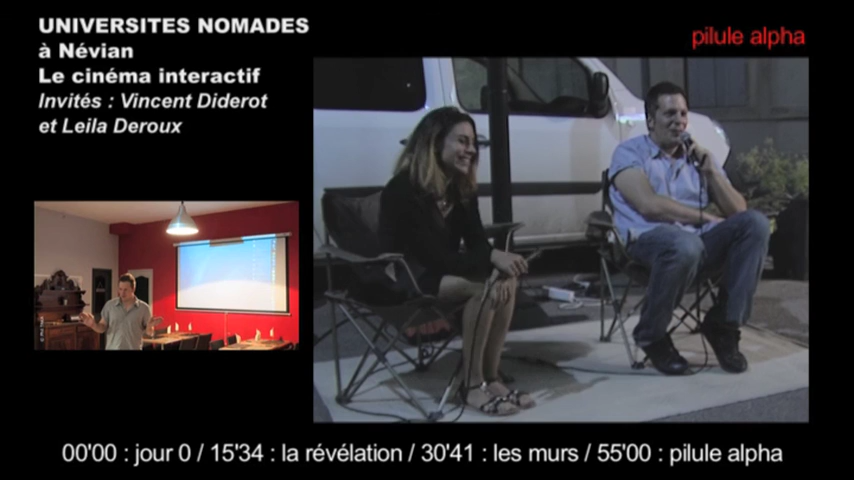 UNIVERSITES NOMADES
à Névian
Le cinéma interactif
Invités : Vincent Diderot
et Leila Deroux
pilule alpha
00'00 : jour 0 / 15'34 : la révélation / 30'41 : les murs / 55'00 : pilule alpha